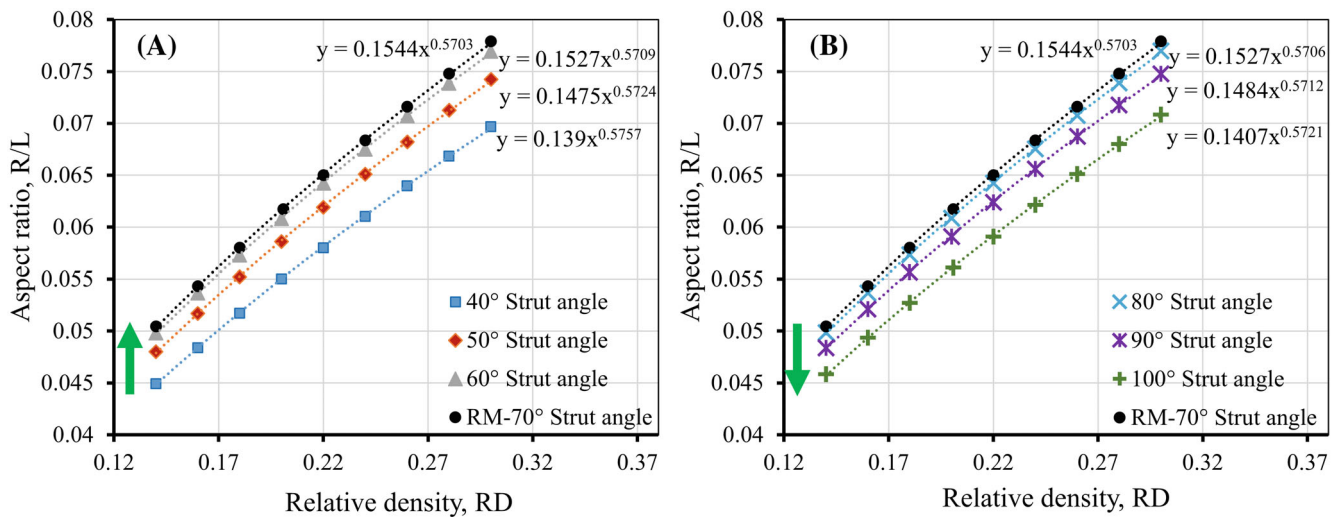 (A)
Aspect ratio, R/L
0.08
0.075
0.07
0.065
0.06
0.055
0.05
0.045
0.04
y = 0.1544x^0.5703
y = 0.1527x^0.5709
y = 0.1475x^0.5724
y = 0.139x^0.5757
40° Strut angle
50° Strut angle
60° Strut angle
RM-70° Strut angle
0.12 0.17 0.22 0.27 0.32 0.37
Relative density, RD
(B)
Aspect ratio, R/L
0.08
0.075
0.07
0.065
0.06
0.055
0.05
0.045
0.04
y = 0.1544x^0.5703
y = 0.1527x^0.5706
y = 0.1484x^0.5712
y = 0.1407x^0.5721
80° Strut angle
90° Strut angle
100° Strut angle
RM-70° Strut angle
0.12 0.17 0.22 0.27 0.32 0.37
Relative density, RD